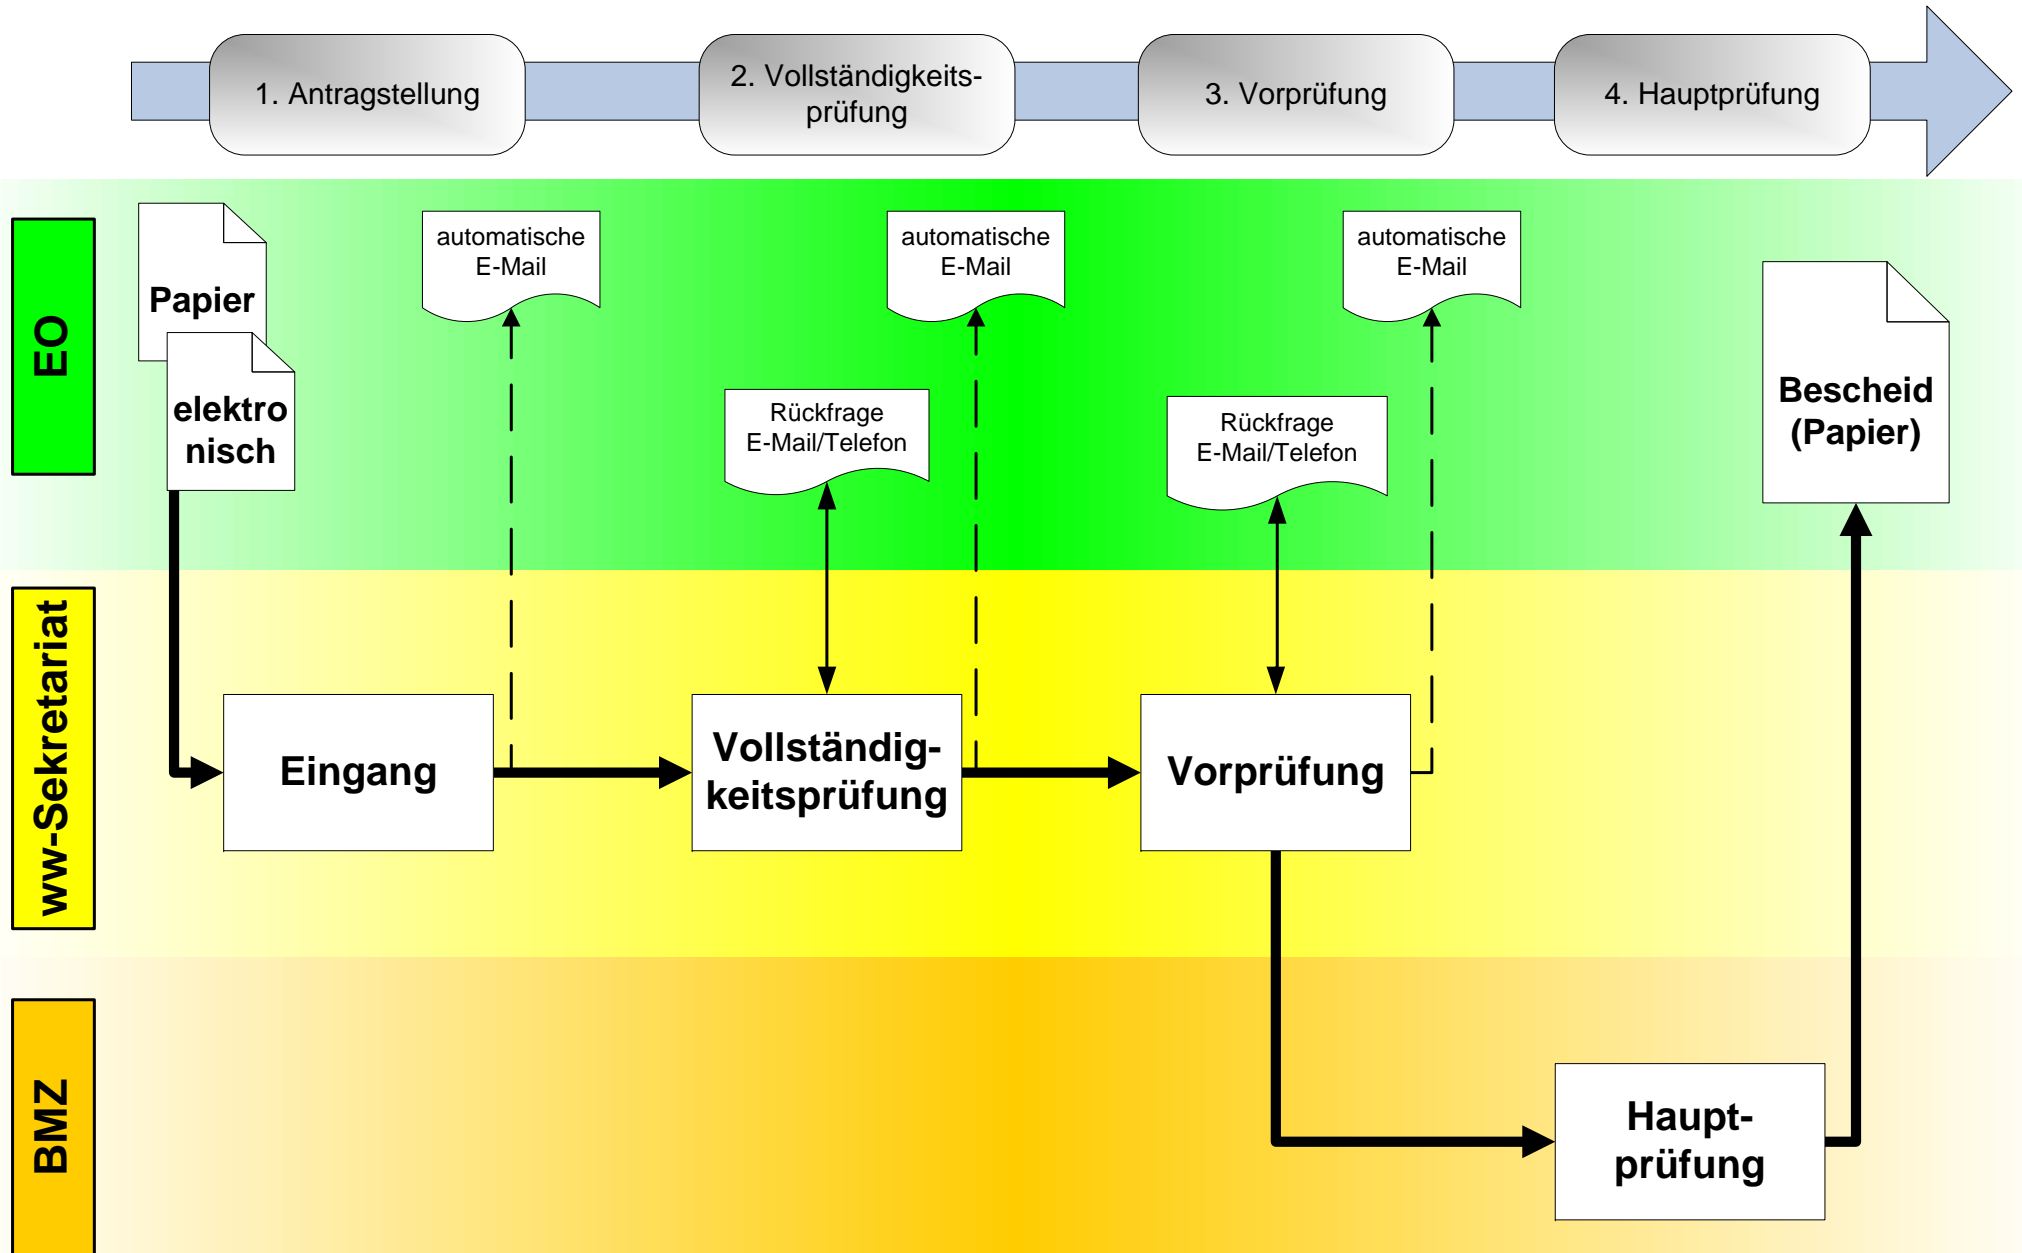 1. Antragstellung
2. Vollständigkeits-
prüfung
3. Vorprüfung
4. Hauptprüfung
EO
Papier
elektro
nisch
automatische
E-Mail
automatische
E-Mail
automatische
E-Mail
Rückfrage
E-Mail/Telefon
Rückfrage
E-Mail/Telefon
Bescheid
(Papier)
ww-Sekretariat
Eingang
Vollständig-
keitsprüfung
Vorprüfung
BMZ
Haupt-
prüfung